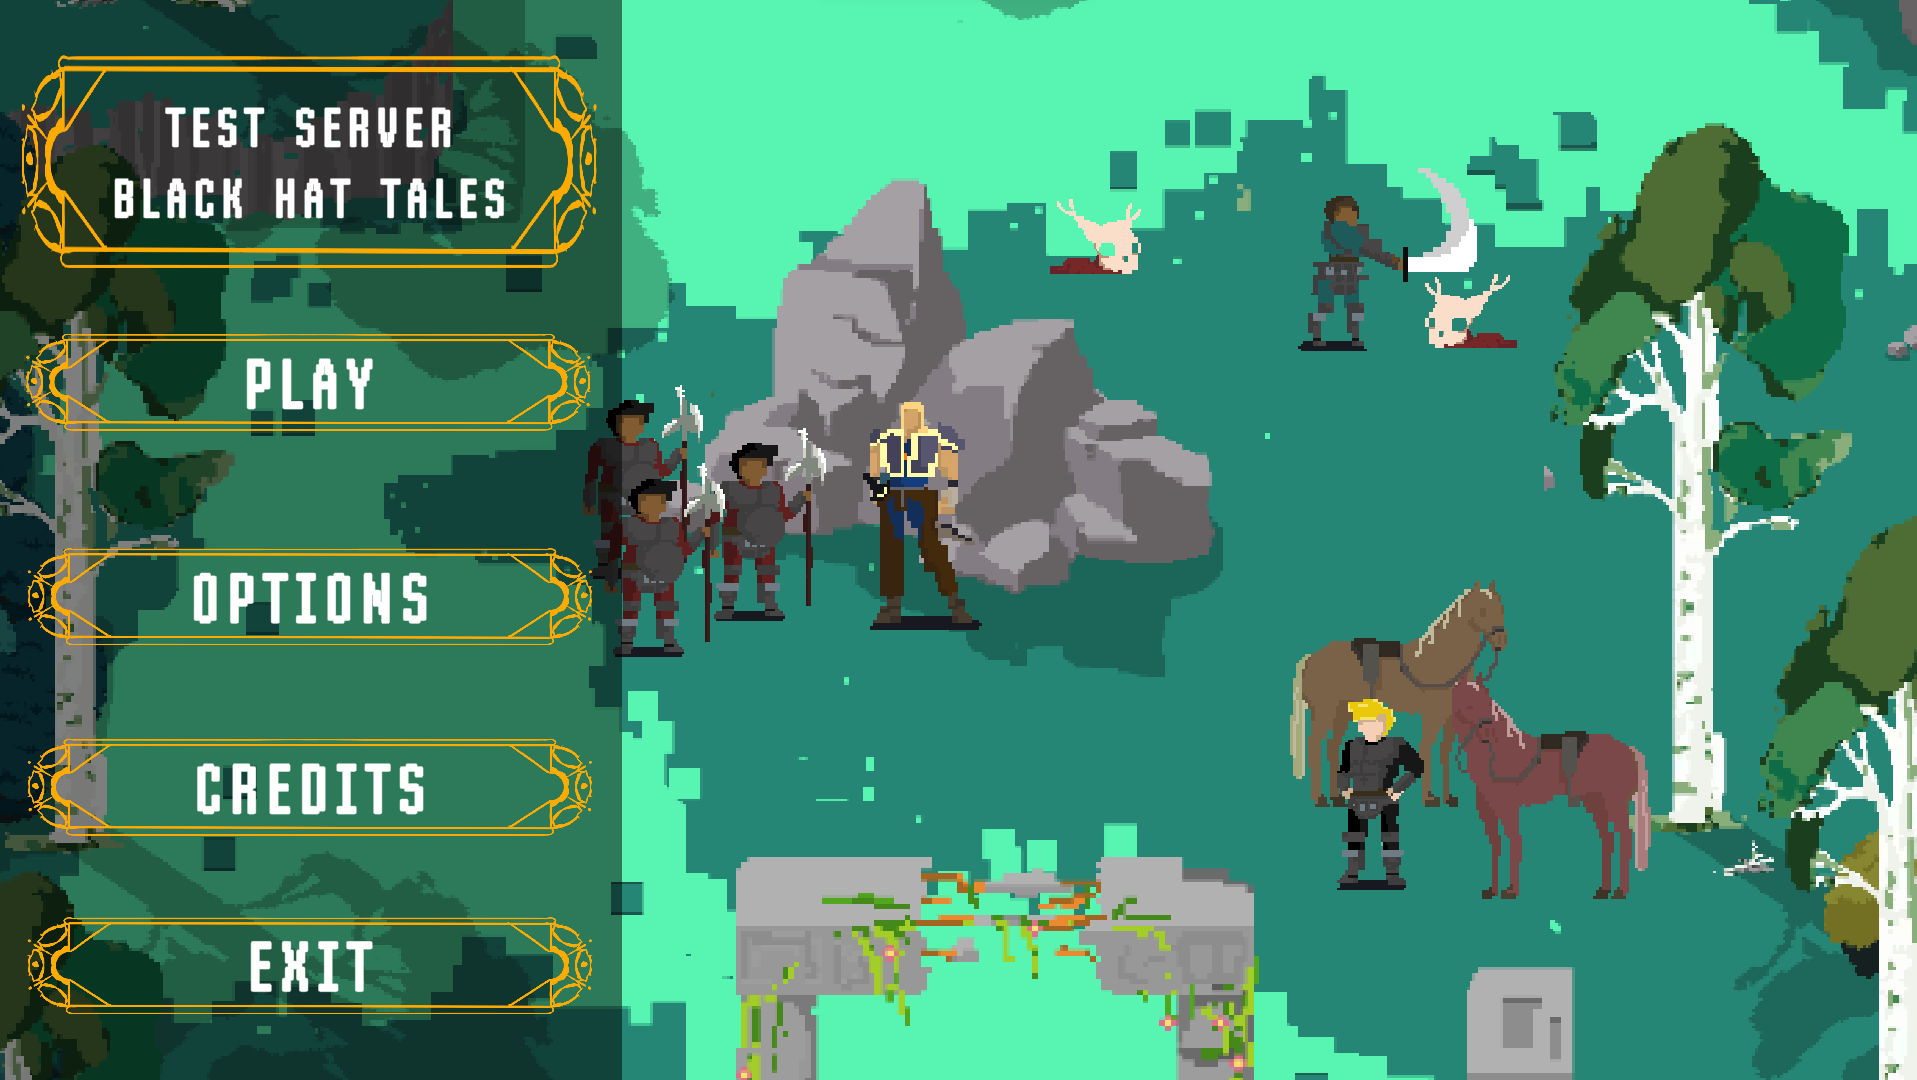 TEST SERVER
BLACK HAT TALES
PLAY
OPTIONS
CREDITS
EXIT